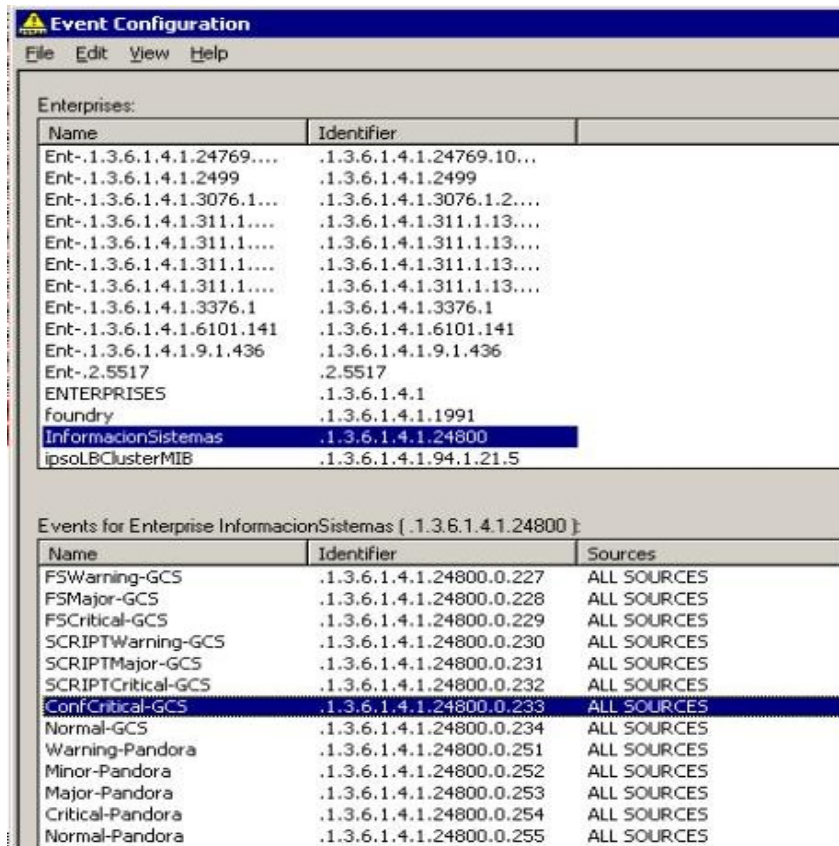 Event Configuration
File Edit View Help
Enterprises:
Name Identifier
Ent-.1.3.6.1.4.1.24769.... .1.3.6.1.4.1.24769.10...
Ent-.1.3.6.1.4.1.2499 .1.3.6.1.4.1.2499
Ent-.1.3.6.1.4.1.3076.1... .1.3.6.1.4.1.3076.1.2....
Ent-.1.3.6.1.4.1.311.1.... .1.3.6.1.4.1.311.1.13....
Ent-.1.3.6.1.4.1.311.1.... .1.3.6.1.4.1.311.1.13....
Ent-.1.3.6.1.4.1.311.1.... .1.3.6.1.4.1.311.1.13....
Ent-.1.3.6.1.4.1.311.1.... .1.3.6.1.4.1.311.1.13....
Ent-.1.3.6.1.4.1.3376.1 .1.3.6.1.4.1.3376.1
Ent-.1.3.6.1.4.1.6101.141 .1.3.6.1.4.1.6101.141
Ent-.1.3.6.1.4.1.9.1.436 .1.3.6.1.4.1.9.1.436
Ent-.2.5517 .2.5517
ENTERPRISES .1.3.6.1.4.1
foundry .1.3.6.1.4.1.1991
InformacionSistemas .1.3.6.1.4.1.24800
ipsoLBClusterMIB .1.3.6.1.4.1.94.1.21.5
Events for Enterprise InformacionSistemas ( .1.3.6.1.4.1.24800 ):
Name Identifier Sources
FSWarning-GCS .1.3.6.1.4.1.24800.0.227 ALL SOURCES
FSMajor-GCS .1.3.6.1.4.1.24800.0.228 ALL SOURCES
FSCritical-GCS .1.3.6.1.4.1.24800.0.229 ALL SOURCES
SCRIPTWarning-GCS .1.3.6.1.4.1.24800.0.230 ALL SOURCES
SCRIPTMajor-GCS .1.3.6.1.4.1.24800.0.231 ALL SOURCES
SCRIPTCritical-GCS .1.3.6.1.4.1.24800.0.232 ALL SOURCES
ConfCritical-GCS .1.3.6.1.4.1.24800.0.233 ALL SOURCES
Normal-GCS .1.3.6.1.4.1.24800.0.234 ALL SOURCES
Warning-Pandora .1.3.6.1.4.1.24800.0.251 ALL SOURCES
Minor-Pandora .1.3.6.1.4.1.24800.0.252 ALL SOURCES
Major-Pandora .1.3.6.1.4.1.24800.0.253 ALL SOURCES
Critical-Pandora .1.3.6.1.4.1.24800.0.254 ALL SOURCES
Normal-Pandora .1.3.6.1.4.1.24800.0.255 ALL SOURCES